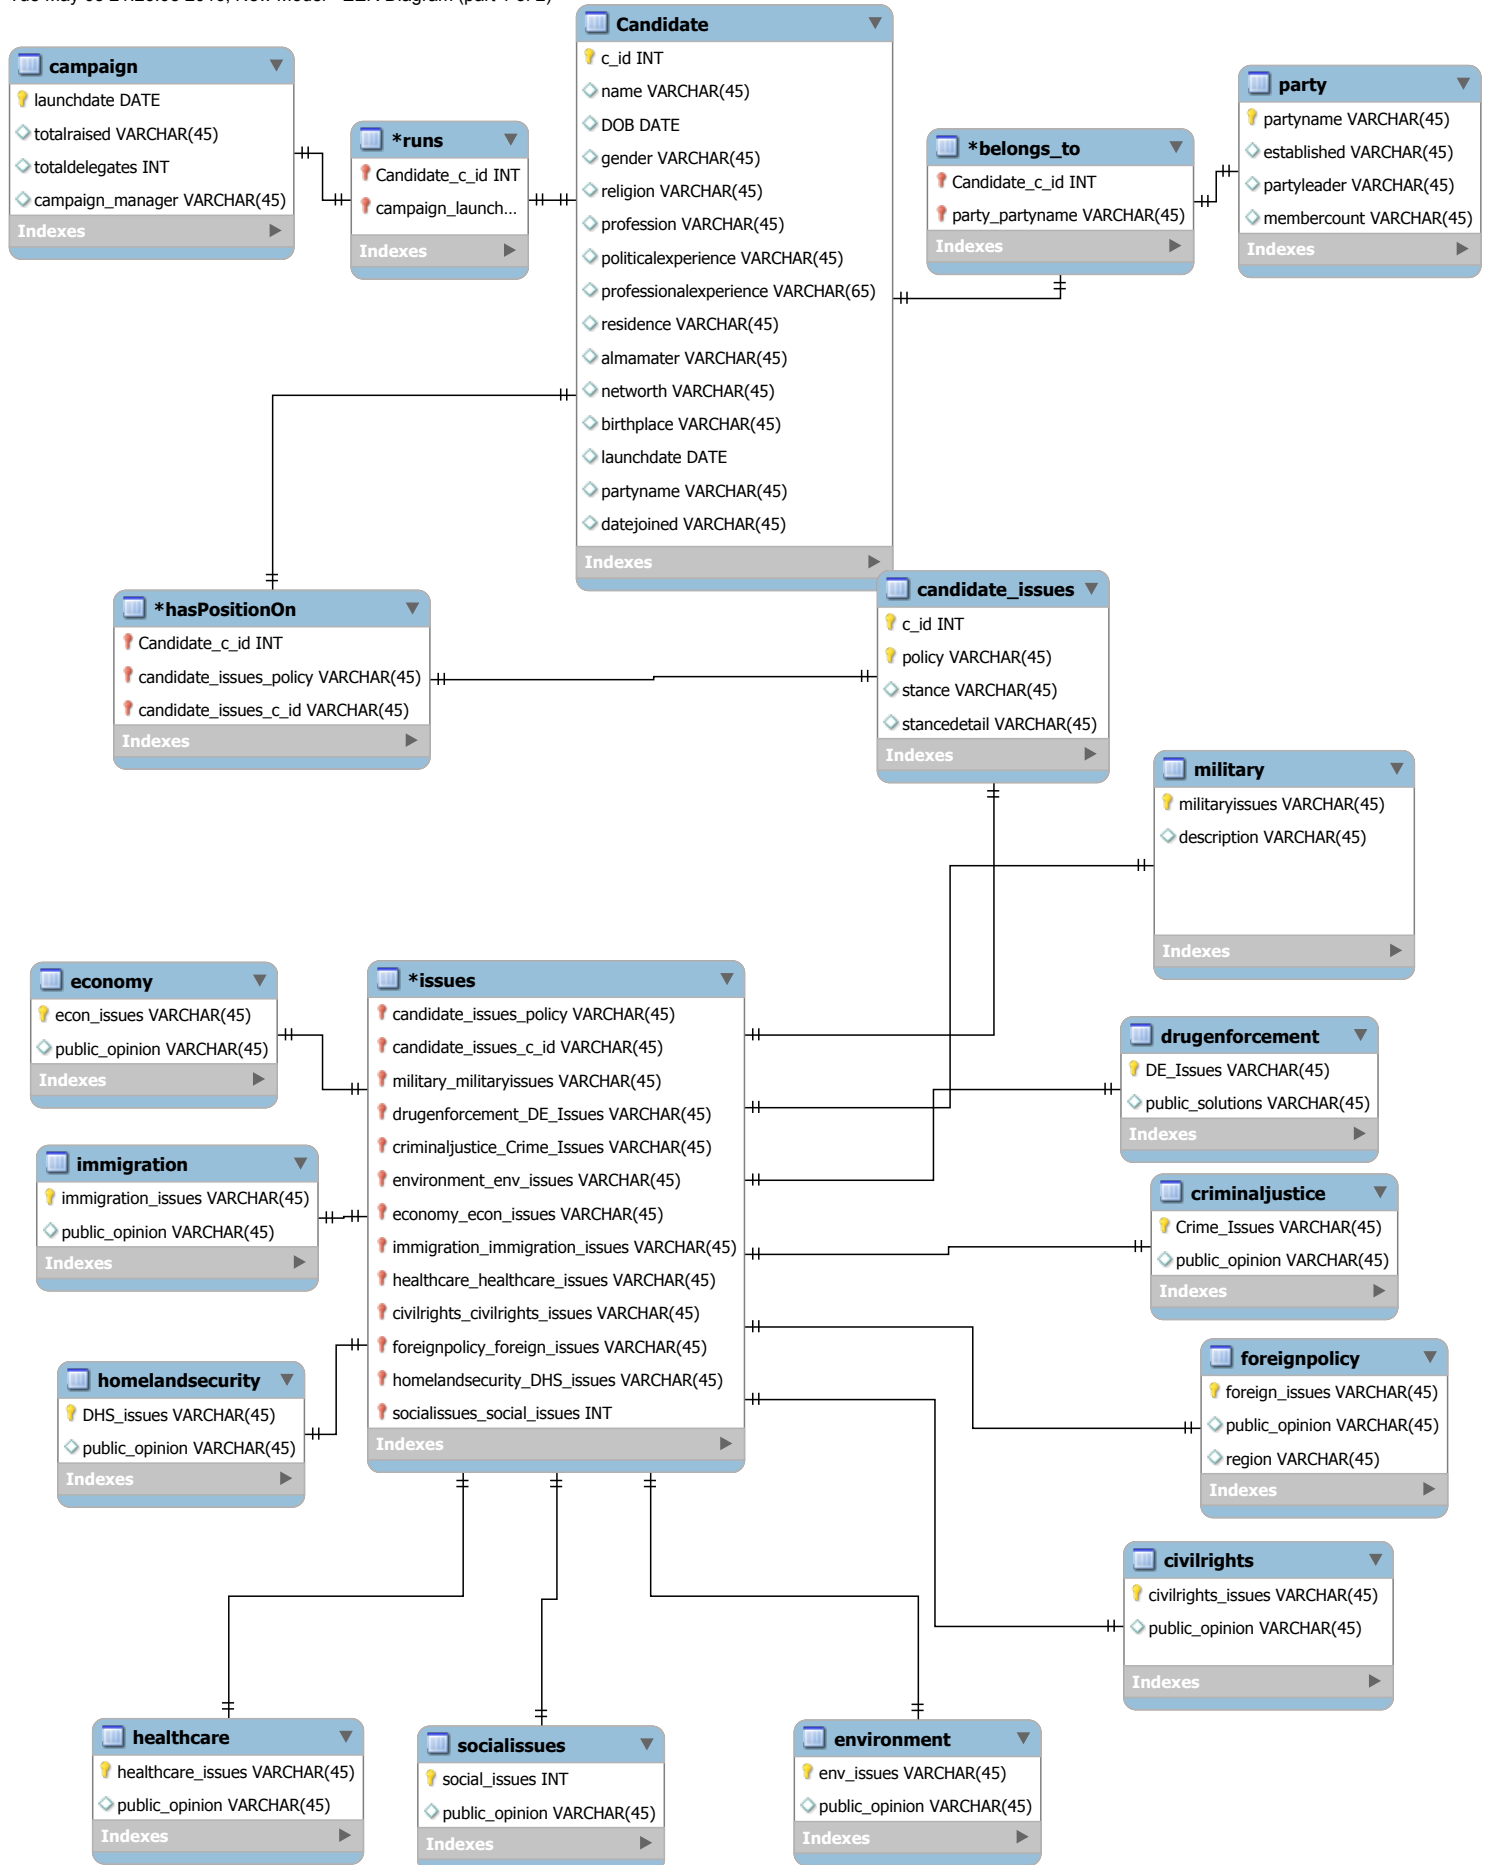 Candidate
c_id INT
name VARCHAR(45)
DOB DATE
gender VARCHAR(45)
religion VARCHAR(45)
profession VARCHAR(45)
politicalexperience VARCHAR(45)
professionalexperience VARCHAR(65)
residence VARCHAR(45)
almamater VARCHAR(45)
networth VARCHAR(45)
birthplace VARCHAR(45)
launchdate DATE
partyname VARCHAR(45)
datejoined VARCHAR(45)
Indexes
campaign
launchdate DATE
totalraised VARCHAR(45)
totaldelegates INT
campaign_manager VARCHAR(45)
Indexes
*runs
Candidate_c_id INT
campaign_launch...
Indexes
*belongs_to
Candidate_c_id INT
party_partyname VARCHAR(45)
Indexes
party
partyname VARCHAR(45)
established VARCHAR(45)
partyleader VARCHAR(45)
membercount VARCHAR(45)
Indexes
*hasPositionOn
Candidate_c_id INT
candidate_issues_policy VARCHAR(45)
candidate_issues_c_id VARCHAR(45)
Indexes
candidate_issues
c_id INT
policy VARCHAR(45)
stance VARCHAR(45)
stancedetail VARCHAR(45)
Indexes
military
militaryissues VARCHAR(45)
description VARCHAR(45)
Indexes
economy
econ_issues VARCHAR(45)
public_opinion VARCHAR(45)
Indexes
*issues
candidate_issues_policy VARCHAR(45)
candidate_issues_c_id VARCHAR(45)
military_militaryissues VARCHAR(45)
drugenforcement_DE_Issues VARCHAR(45)
criminaljustice_Crime_Issues VARCHAR(45)
environment_env_issues VARCHAR(45)
economy_econ_issues VARCHAR(45)
immigration_immigration_issues VARCHAR(45)
healthcare_healthcare_issues VARCHAR(45)
civilrights_civilrights_issues VARCHAR(45)
foreignpolicy_foreign_issues VARCHAR(45)
homelandsecurity_DHS_issues VARCHAR(45)
socialissues_social_issues INT
Indexes
drugenforcement
DE_Issues VARCHAR(45)
public_solutions VARCHAR(45)
Indexes
immigration
immigration_issues VARCHAR(45)
public_opinion VARCHAR(45)
Indexes
criminaljustice
Crime_Issues VARCHAR(45)
public_opinion VARCHAR(45)
Indexes
homelandsecurity
DHS_issues VARCHAR(45)
public_opinion VARCHAR(45)
Indexes
foreignpolicy
foreign_issues VARCHAR(45)
public_opinion VARCHAR(45)
region VARCHAR(45)
Indexes
civilrights
civilrights_issues VARCHAR(45)
public_opinion VARCHAR(45)
Indexes
healthcare
healthcare_issues VARCHAR(45)
public_opinion VARCHAR(45)
Indexes
socialissues
social_issues INT
public_opinion VARCHAR(45)
Indexes
environment
env_issues VARCHAR(45)
public_opinion VARCHAR(45)
Indexes